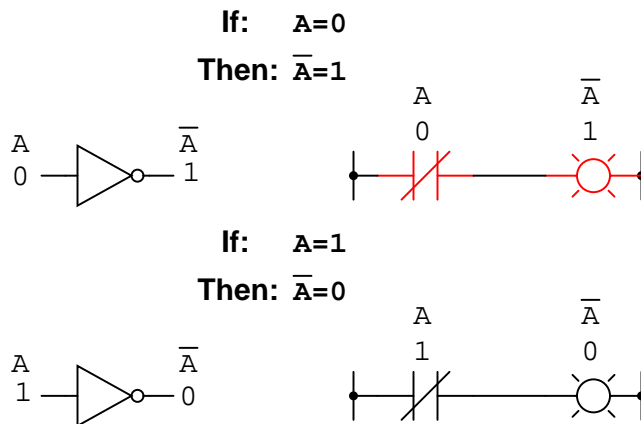 If: A=0
Then: A̅=1
A A̅
0 1
A A̅
0 1
If: A=1
Then: A̅=0
A A̅
1 0
A A̅
1 0